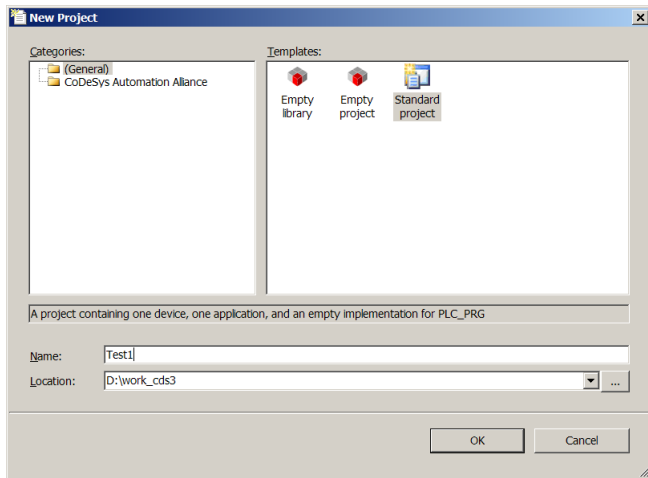 New Project
Categories:
Templates:
(General)
CoDeSys Automation Alliance
Empty library
Empty project
Standard project
A project containing one device, one application, and an empty implementation for PLC_PRG
Name:
Test1
Location:
D:\work_cds3
...
OK
Cancel